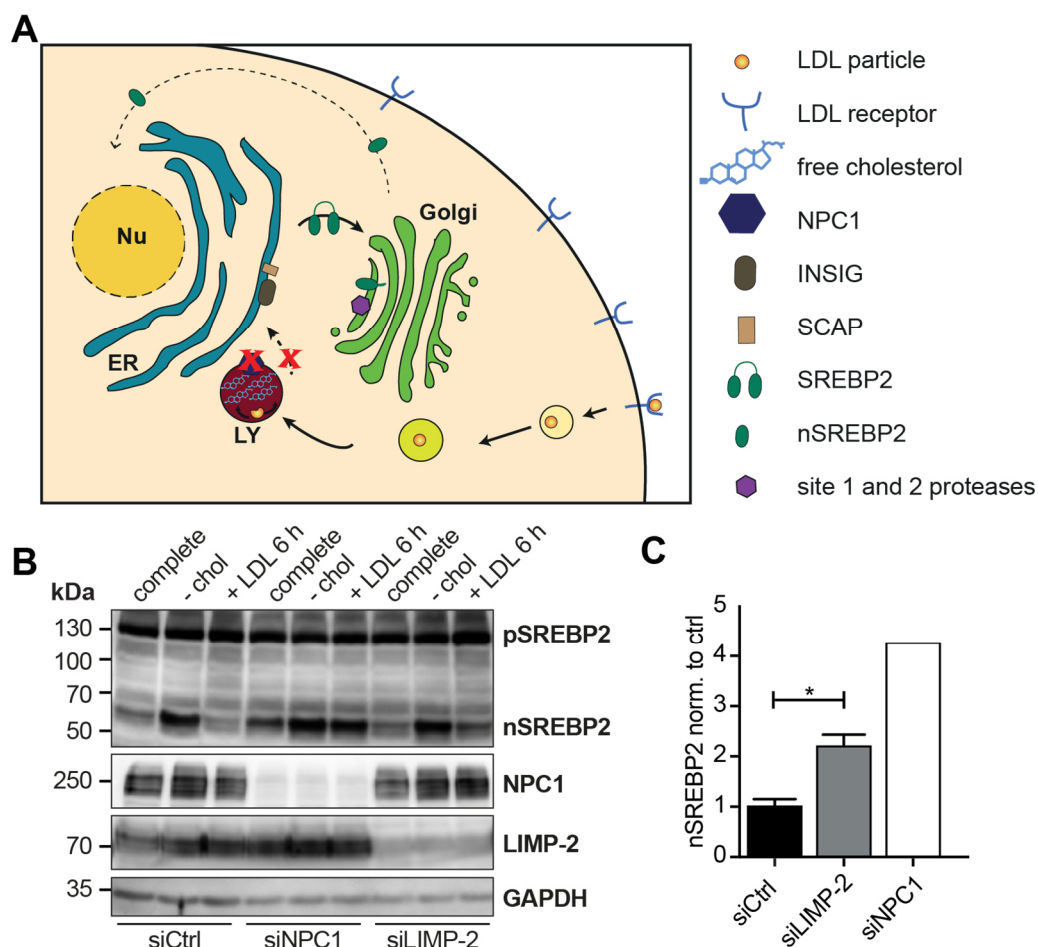 A
Nu
ER
LY
Golgi
LDL particle
LDL receptor
free cholesterol
NPC1
INSIG
SCAP
SREBP2
nSREBP2
site 1 and 2 proteases
B
kDa
complete
- chol
+ LDL 6 h
complete
- chol
+ LDL 6 h
complete
- chol
+ LDL 6 h
130
100
70
50
pSREBP2
nSREBP2
250
NPC1
70
LIMP-2
35
GAPDH
siCtrl siNPC1 siLIMP-2
C
nSREBP2 norm. to ctrl
5
4
3
2
1
0
*
siCtrl
siLIMP-2
siNPC1